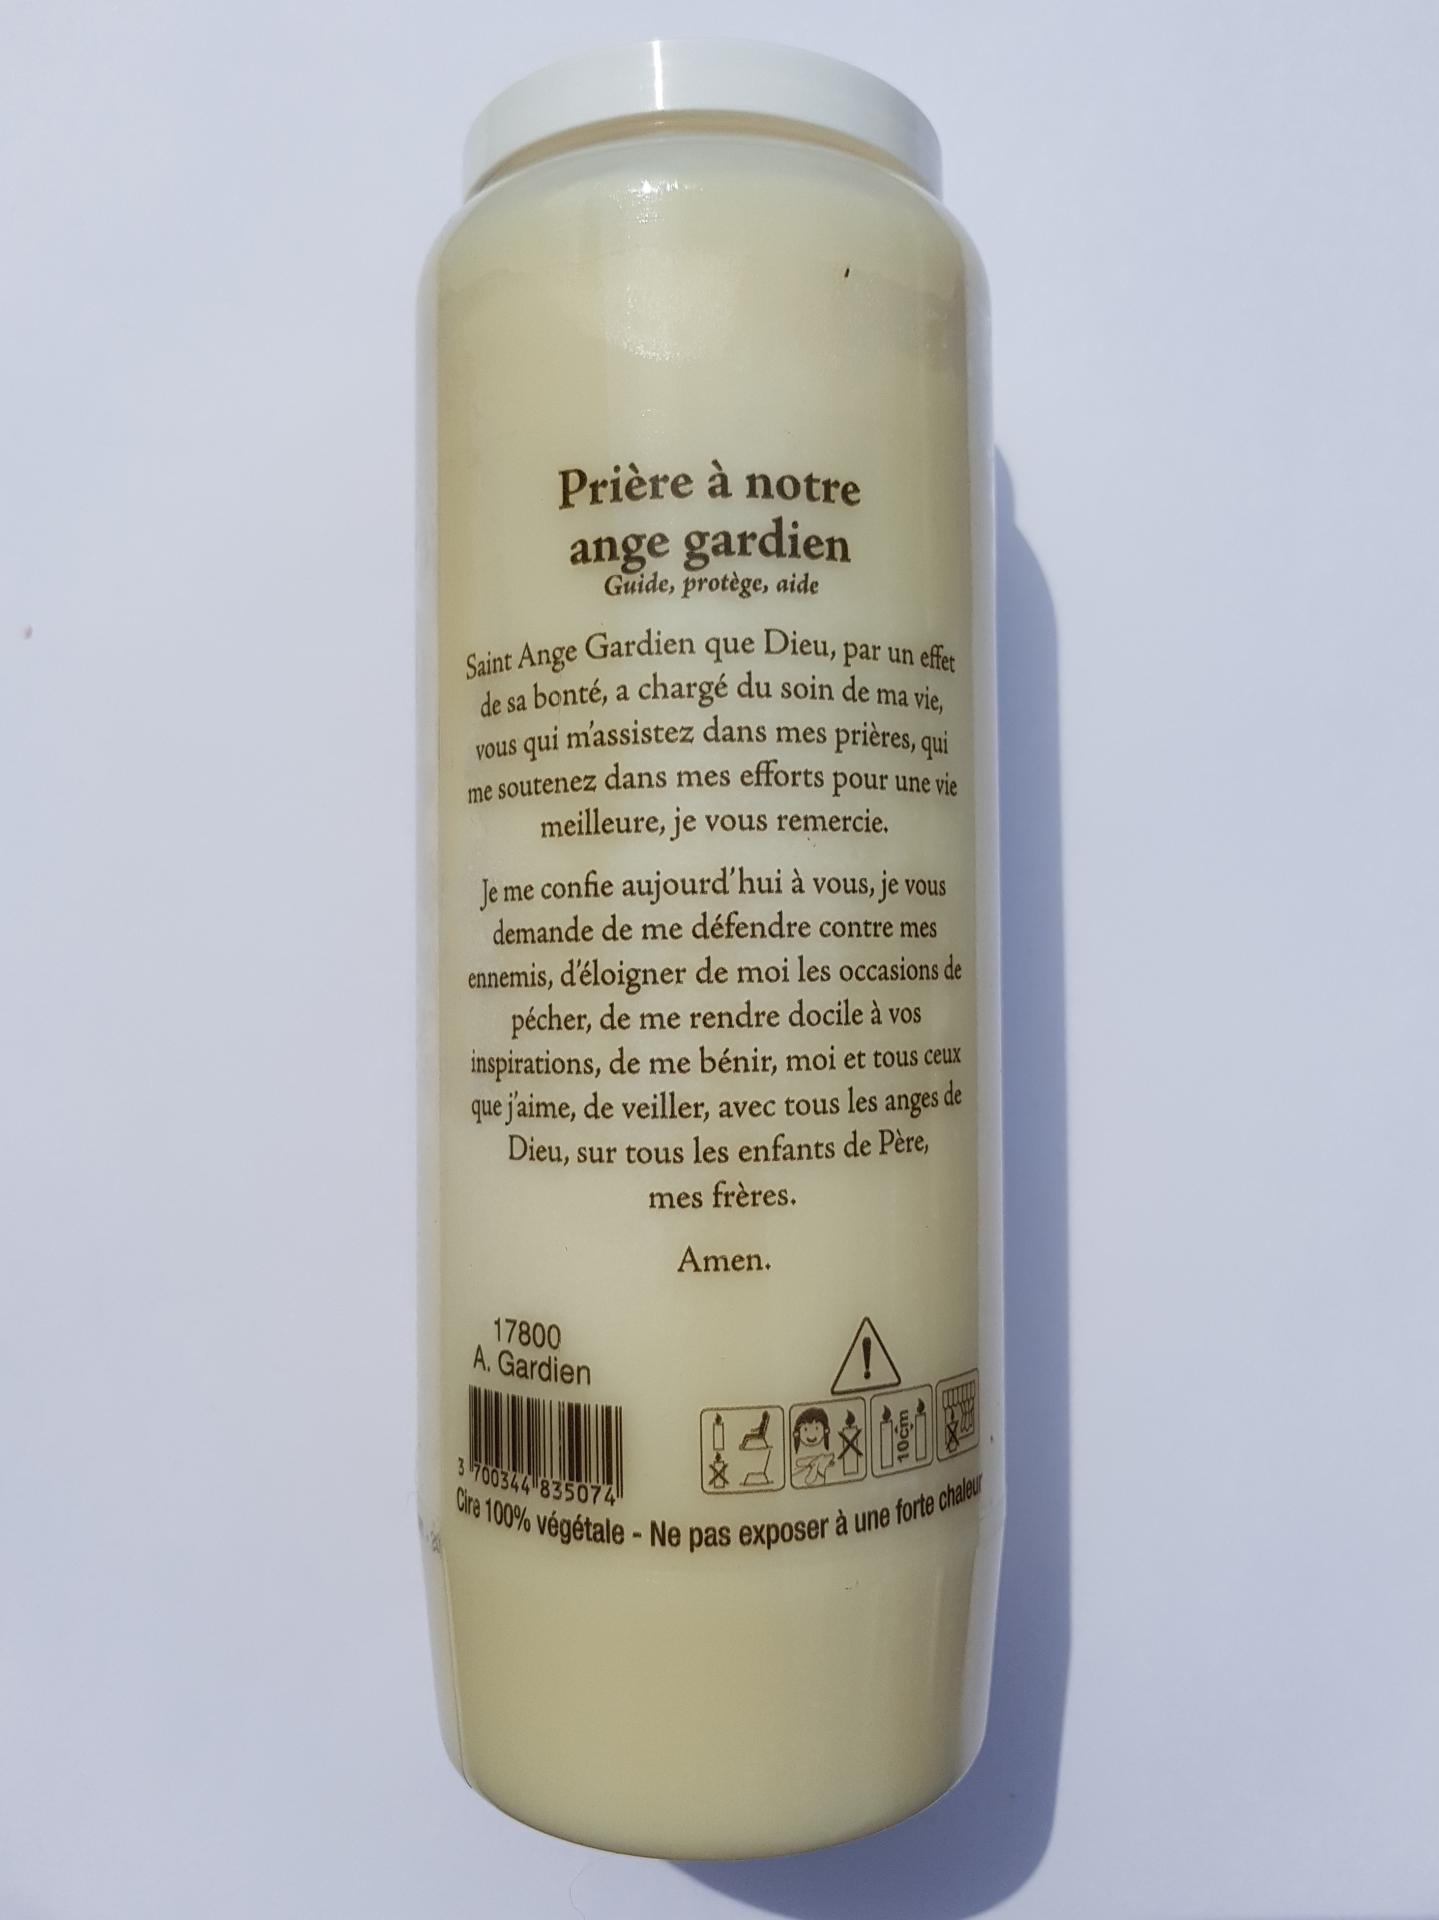 Prière à notre
ange gardien
Guide, protège, aide
Saint Ange Gardien que Dieu, par un effet
de sa bonté, a chargé du soin de ma vie,
vous qui m'assistez dans mes prières, qui
me soutenez dans mes efforts pour une vie
meilleure, je vous remercie.
Je me confie aujourd'hui à vous, je vous
demande de me défendre contre mes
ennemis, d'éloigner de moi les occasions de
pécher, de me rendre docile à vos
inspirations, de me bénir, moi et tous ceux
que j'aime, de veiller, avec tous les anges de
Dieu, sur tous les enfants de Père,
mes frères.
Amen.
17800
A. Gardien
10cm
3 700344 835074
Cire 100% végétale - Ne pas exposer à une forte chaleur